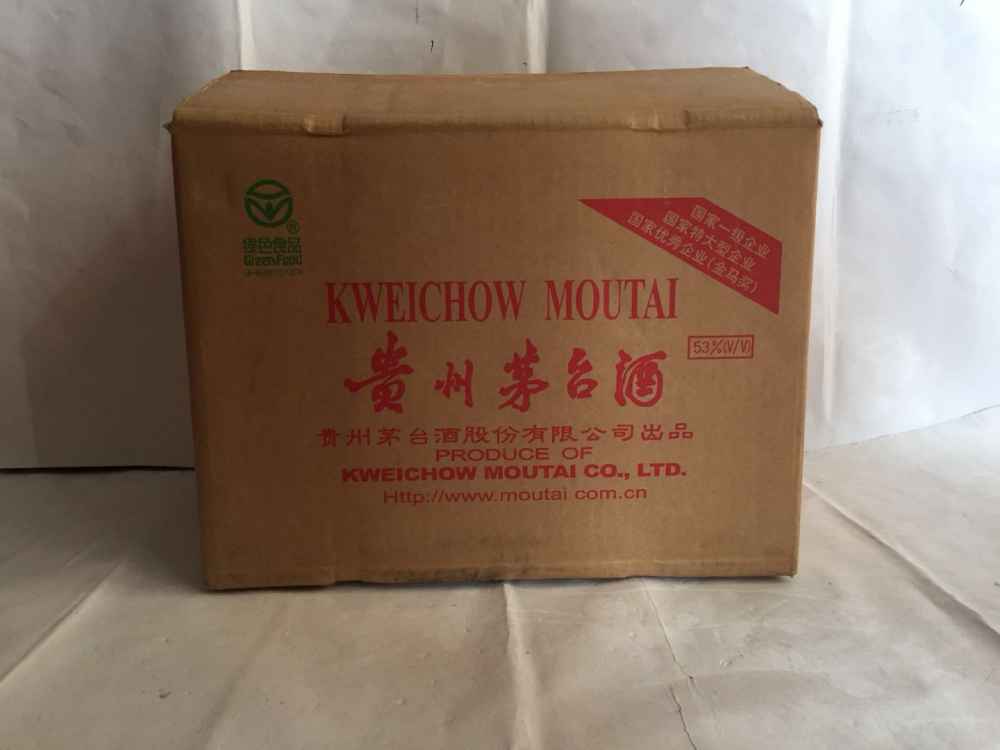 ®
绿色食品
GreenFood
国家一级企业
国家特大型企业
国家优秀企业(金马奖)
KWEICHOW MOUTAI
53%(V/V)
贵州茅台酒
贵州茅台酒股份有限公司出品
PRODUCE OF
KWEICHOW MOUTAI CO., LTD.
Http://www.moutai.com.cn